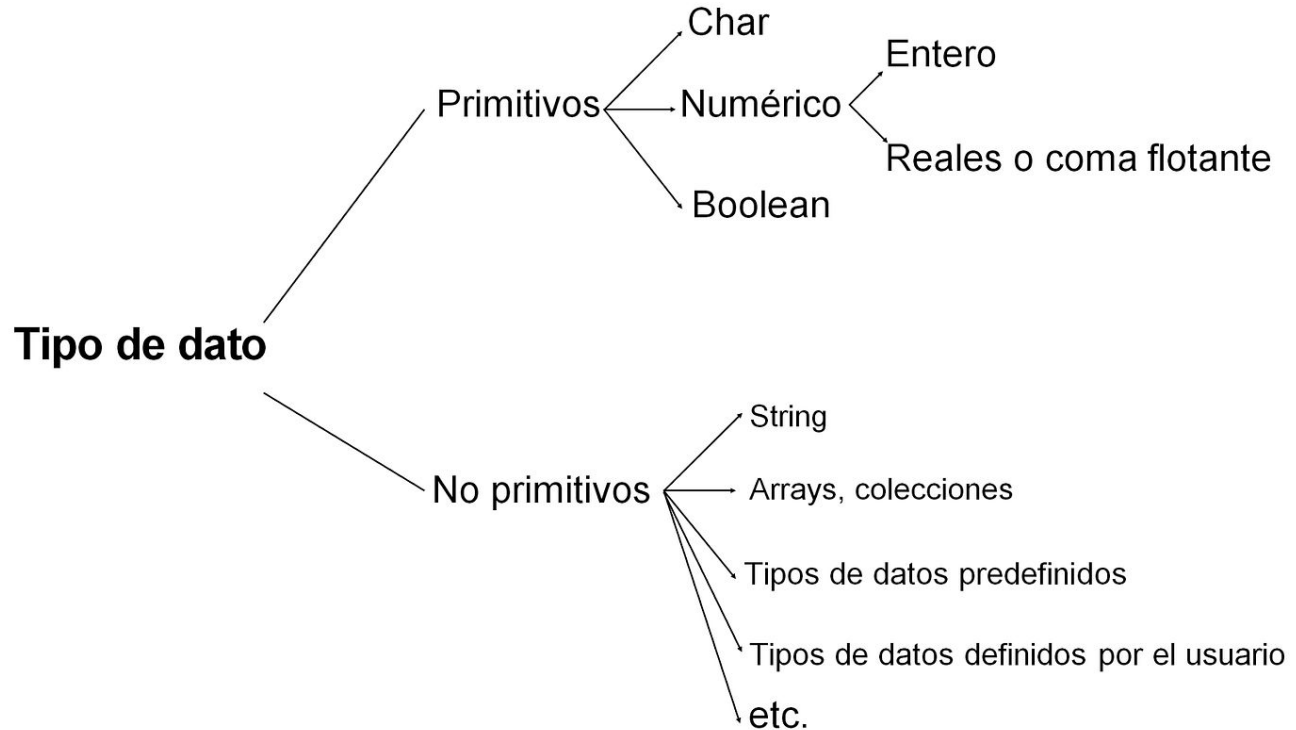 Char
Entero
Primitivos
Numérico
Reales o coma flotante
Boolean
Tipo de dato
String
No primitivos
Arrays, colecciones
Tipos de datos predefinidos
Tipos de datos definidos por el usuario
etc.